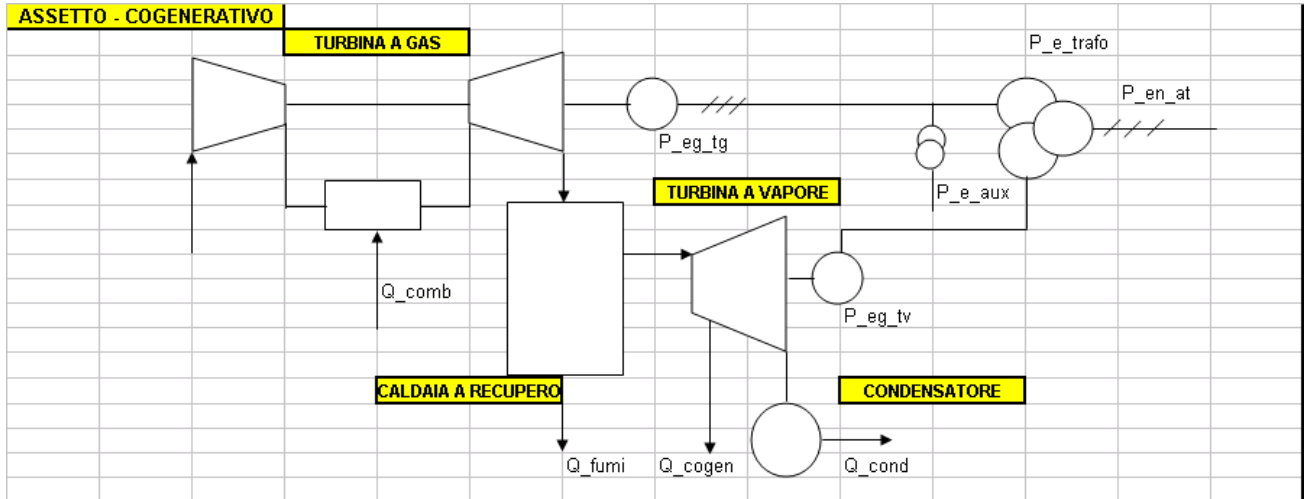 ASSETTO - COGENERATIVO
TURBINA A GAS
P_e_trafo
P_en_at
P_eg_tg
TURBINA A VAPORE
P_e_aux
Q_comb
P_eg_tv
CALDAIA A RECUPERO
CONDENSATORE
Q_fumi
Q_cogen
Q_cond